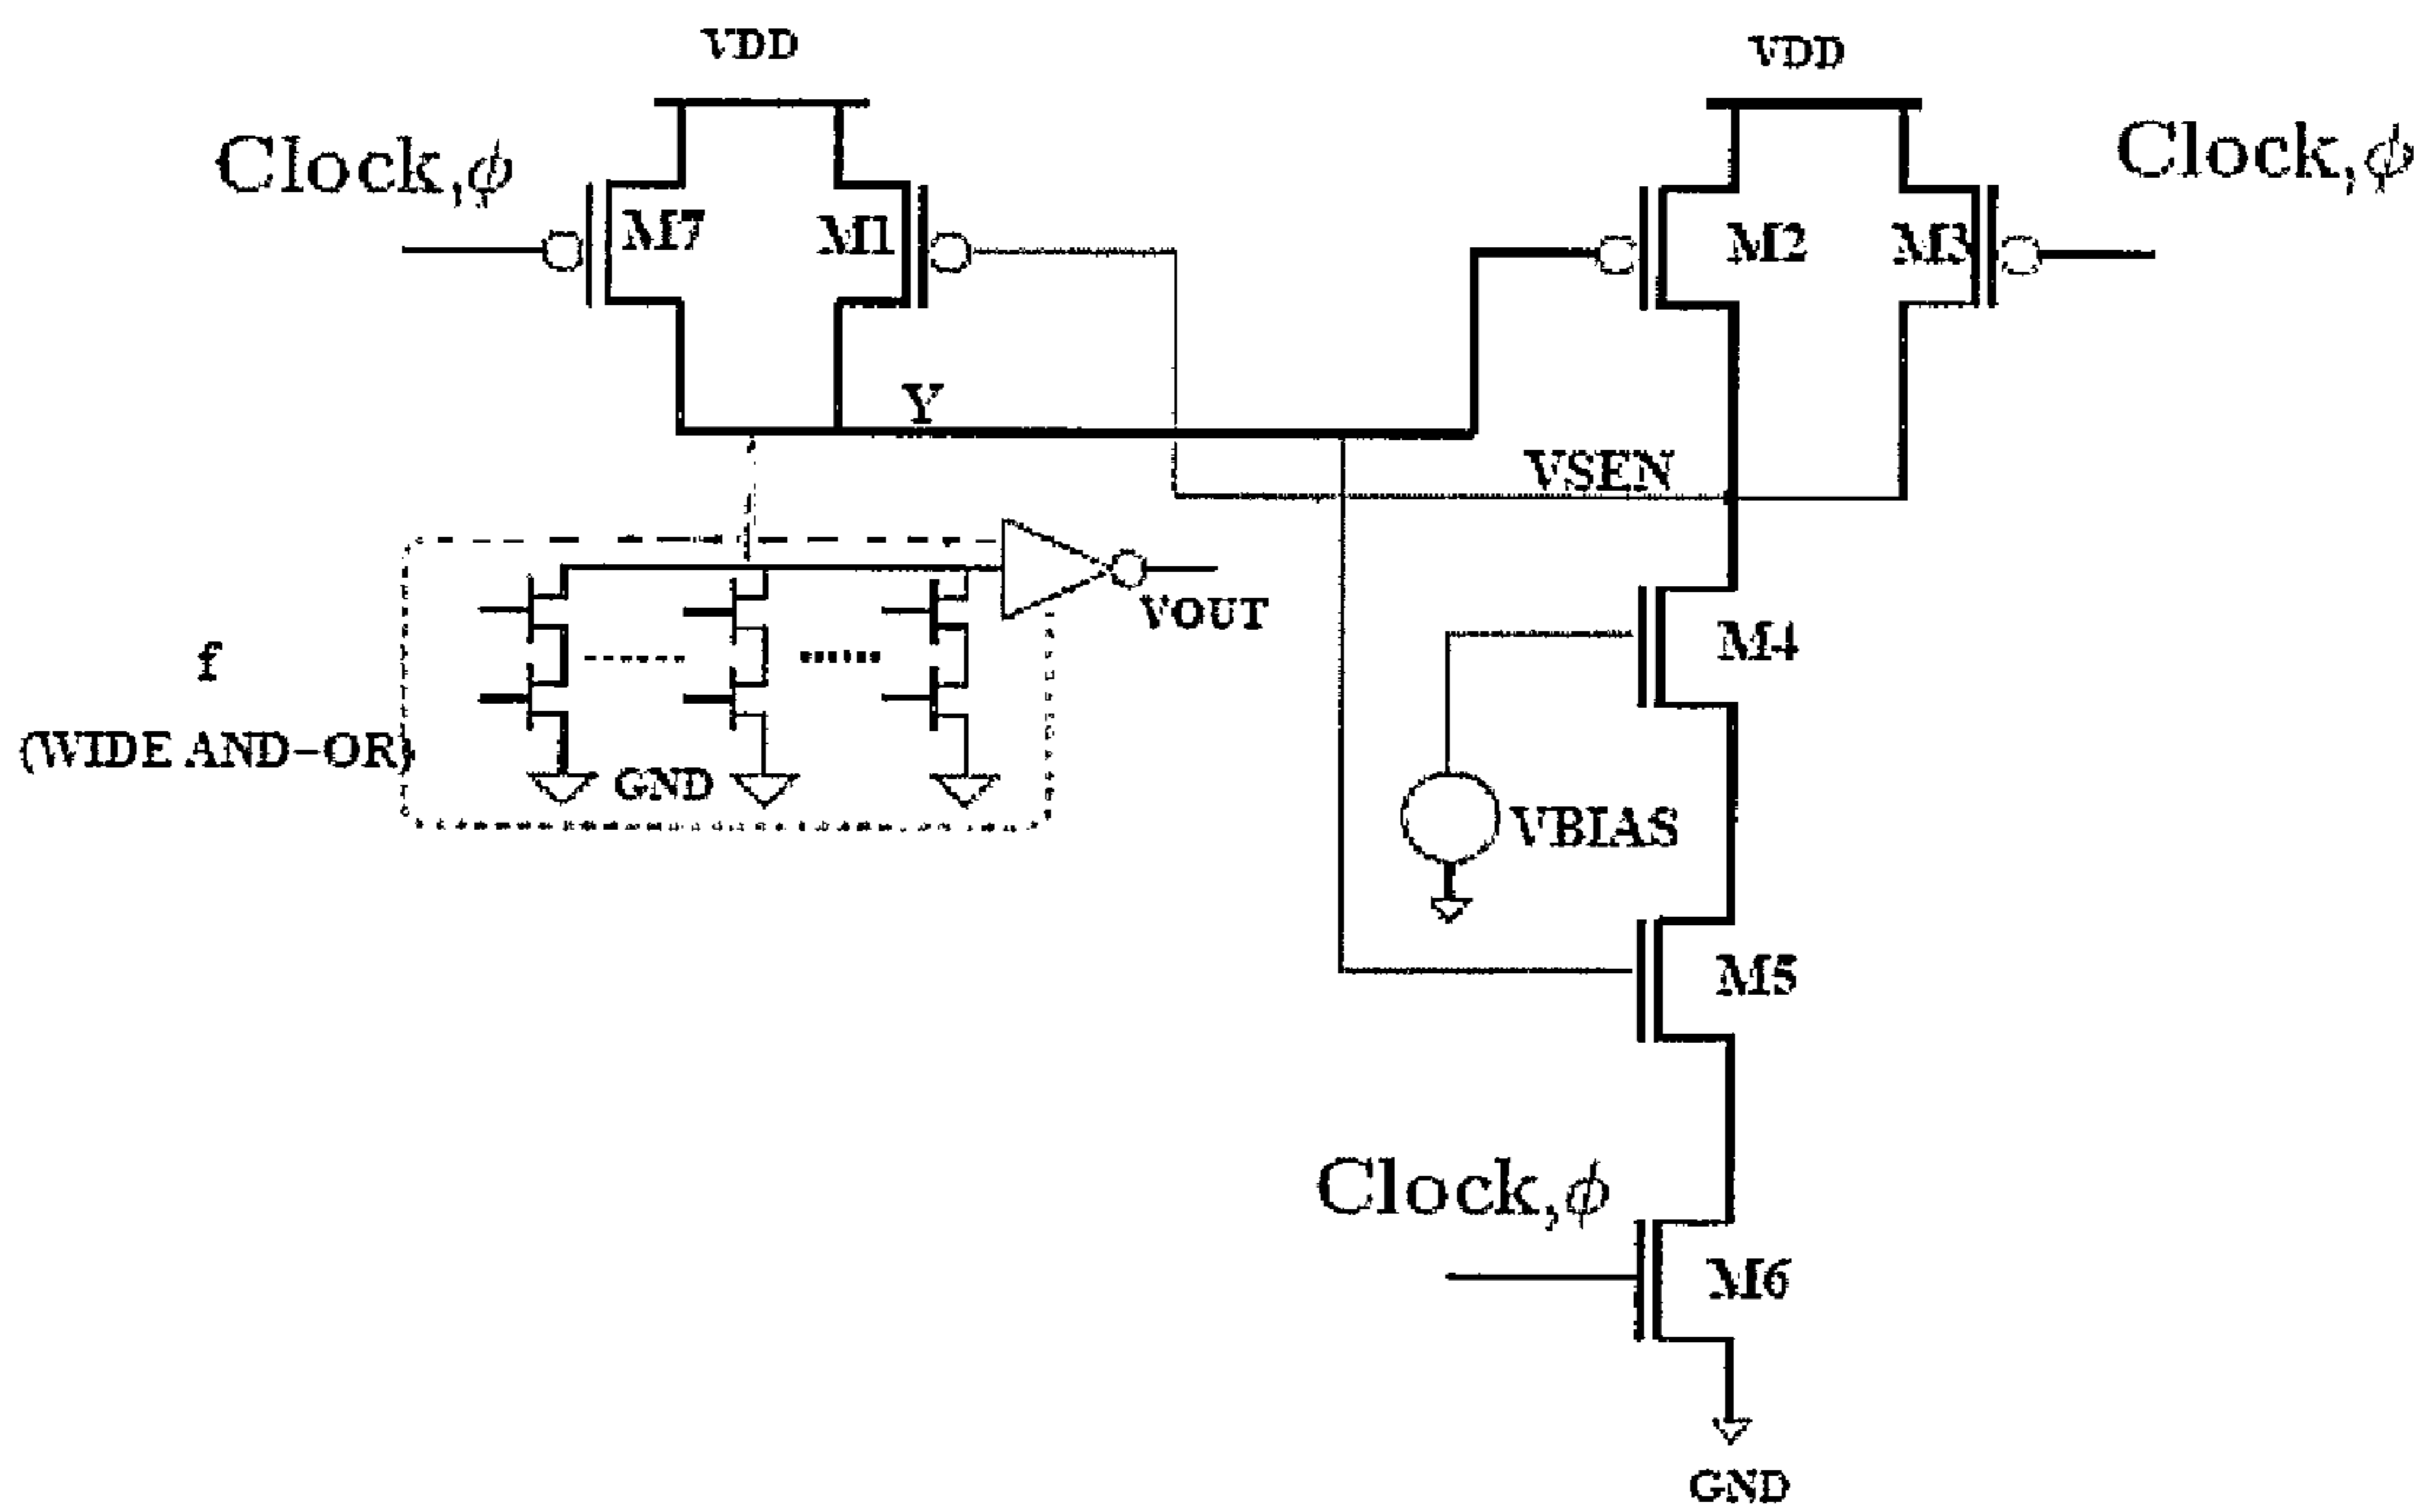 VDD
VDD
Clock,ϕ
Clock,ϕ
M7
M1
M2
M3
Y
VSEN
VOUT
f
M4
(WIDE AND-OR)
GND
VBIAS
M5
Clock,ϕ
M6
GND